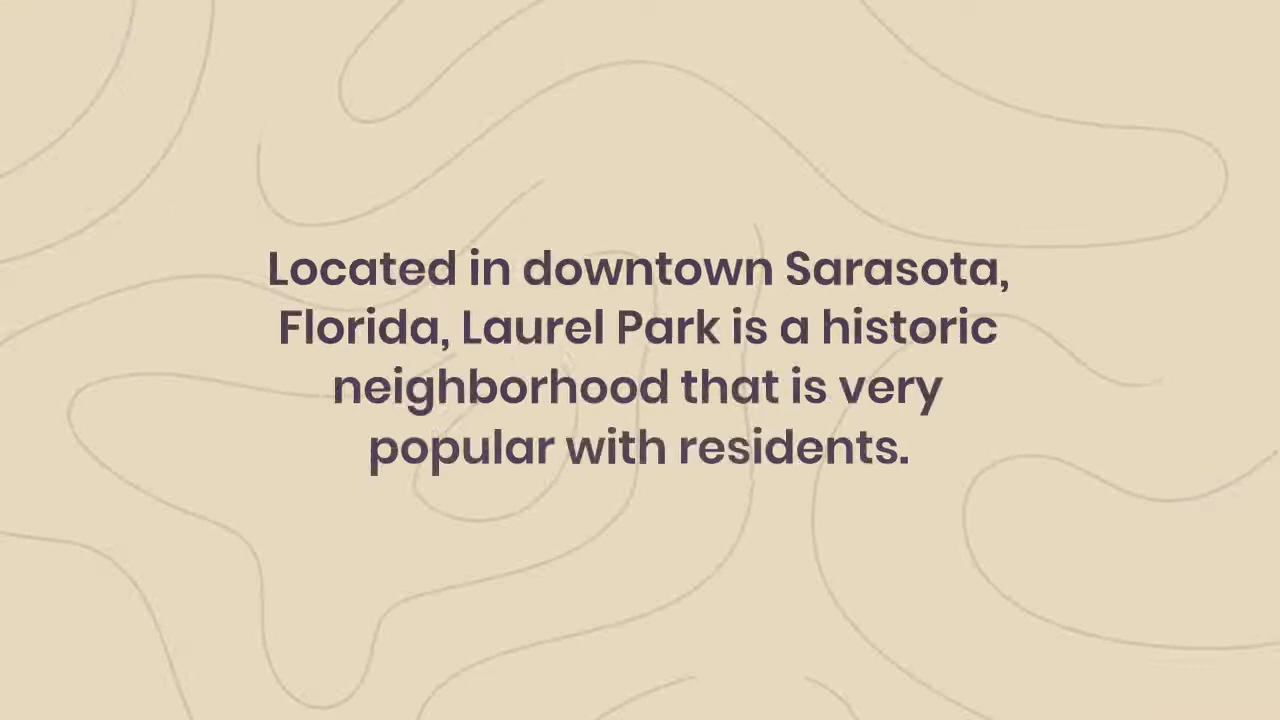 Located in downtown Sarasota,
Florida, Laurel Park is a historic
neighborhood that is very
popular with residents.